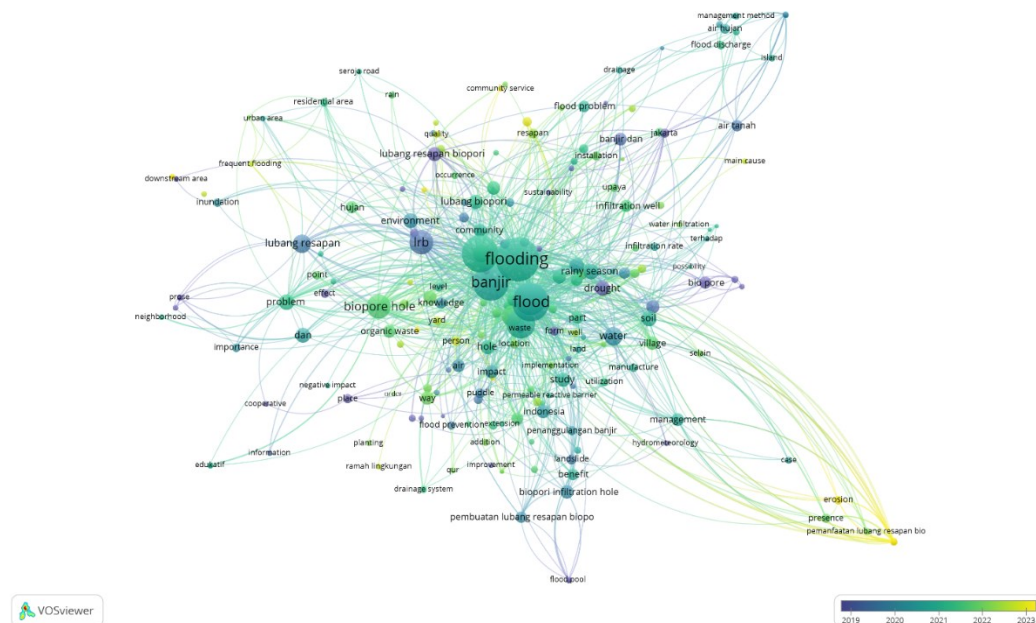 management method
air hujan
flood discharge
island
seroja road
drainage
rain
community service
residential area
flood problem
urban area
quality
resapan
banjir dan
jakarta
air tanah
lubang resapan biopori
installation
main cause
frequent flooding
occurrence
downstream area
sustainability
upaya
inundation
hujan
lubang biopori
infiltration well
environment
water infiltration
community
lubang resapan
lrb
infiltration rate
terhadap
flooding
rainy season
possibility
point
level
banjir
drought
bio pore
effect
prose
problem
biopore hole
knowledge
flood
neighborhood
yard
part
soil
organic waste
waste
form
well
importance
dan
person
hole
location
land
water
village
selain
air
implementation
impact
study
manufacture
negative impact
utilization
cooperative
place
order
way
puddle
permeable reactive barrier
flood prevention
extension
indonesia
management
planting
addition
penanggulangan banjir
hydrometeorology
information
edukatif
ramah lingkungan
qur
improvement
landslide
case
drainage system
benefit
biopori infiltration hole
erosion
pembuatan lubang resapan biopo
presence
pemanfaatan lubang resapan bio
flood pool
VOSviewer
2019 2020 2021 2022 2023